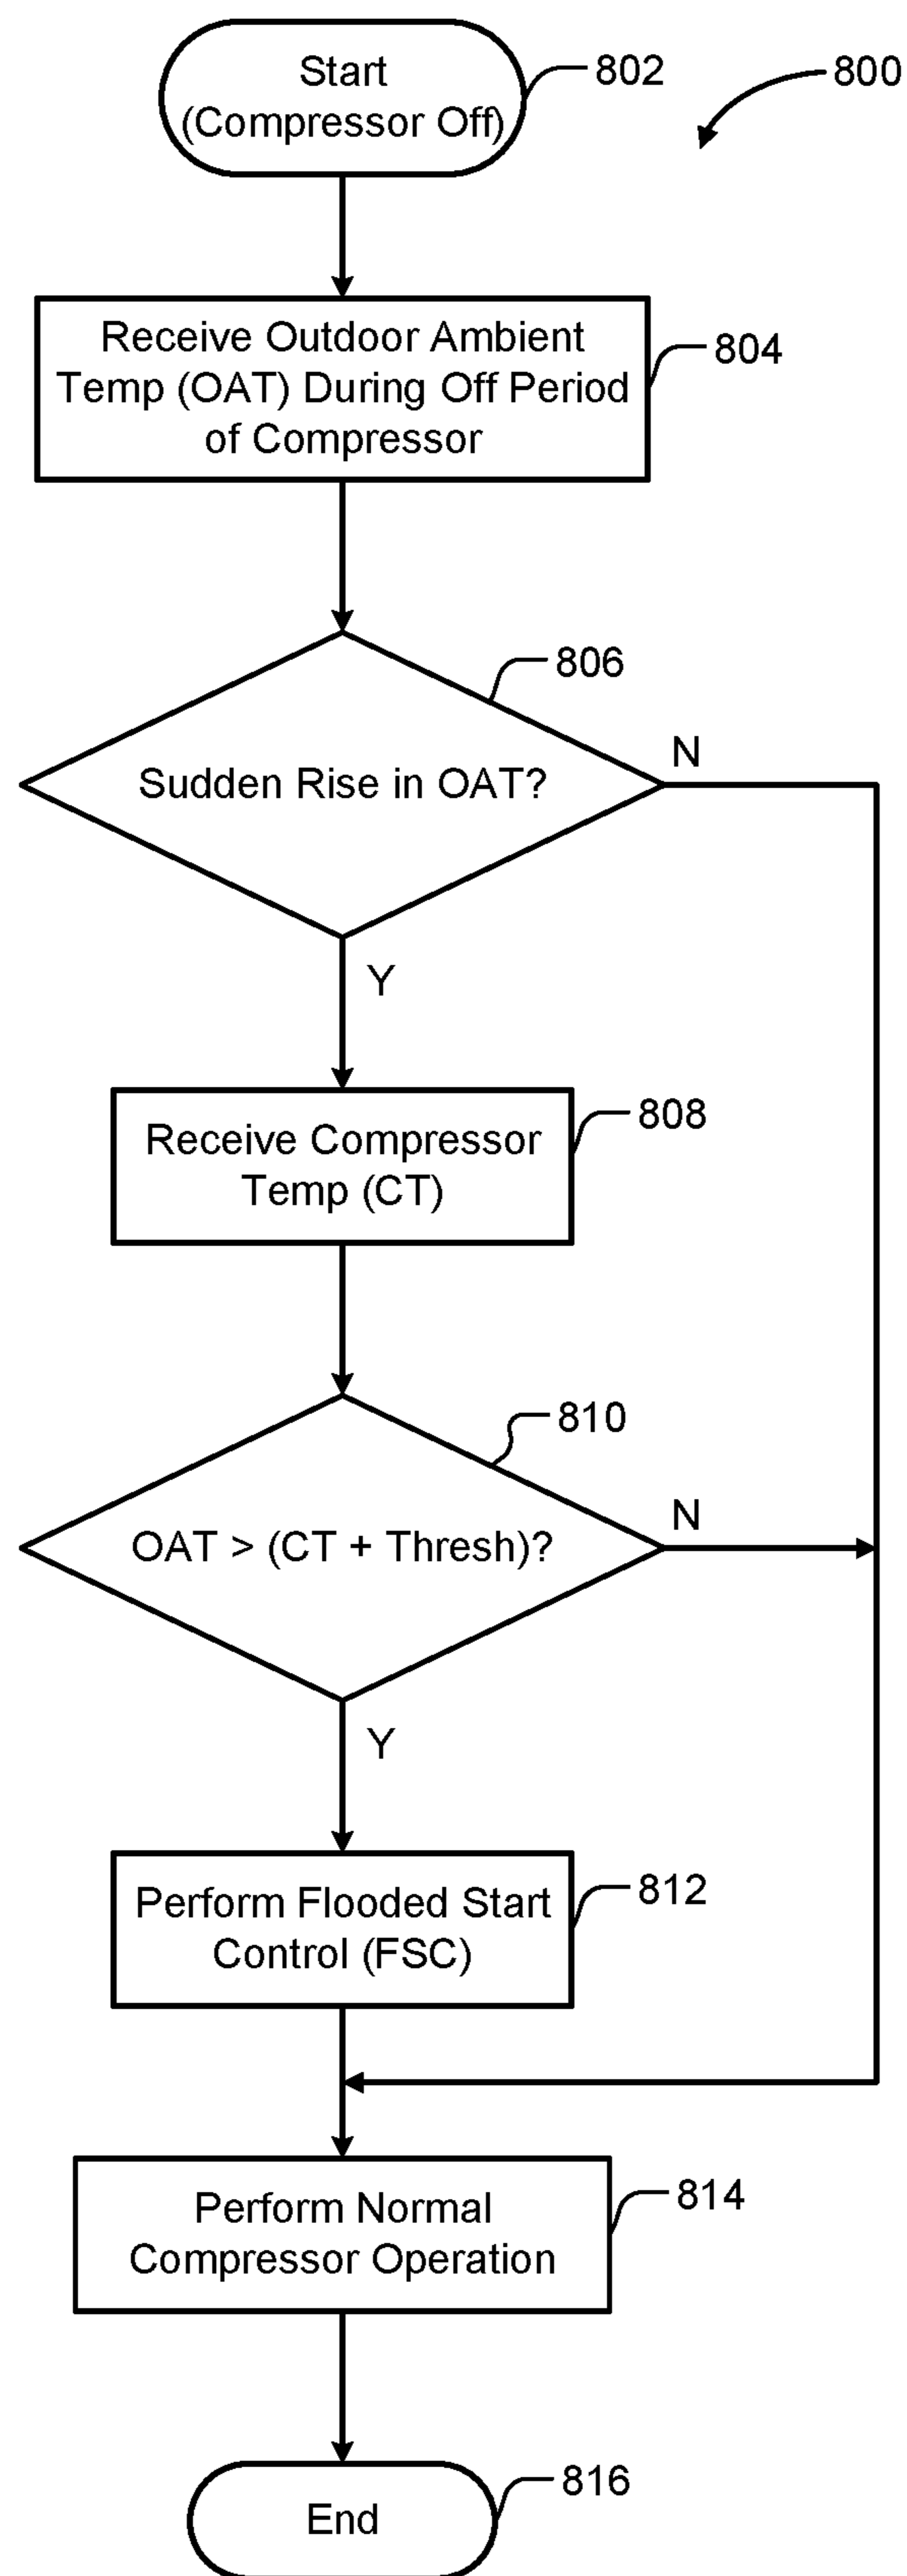 Start
(Compressor Off)
802
800
Receive Outdoor Ambient
Temp (OAT) During Off Period
of Compressor
804
806
Sudden Rise in OAT?
N
Y
Receive Compressor
Temp (CT)
808
810
OAT > (CT + Thresh)?
N
Y
Perform Flooded Start
Control (FSC)
812
Perform Normal
Compressor Operation
814
End
816